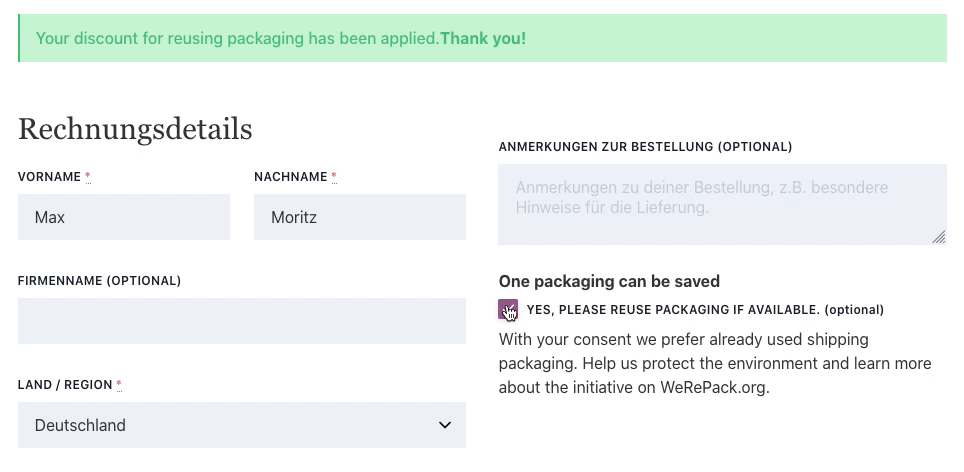 Your discount for reusing packaging has been applied.Thank you!
Rechnungsdetails
VORNAME *
NACHNAME *
Max
Moritz
FIRMENNAME (OPTIONAL)
LAND / REGION *
Deutschland
ANMERKUNGEN ZUR BESTELLUNG (OPTIONAL)
Anmerkungen zu deiner Bestellung, z.B. besondere
Hinweise für die Lieferung.
One packaging can be saved
YES, PLEASE REUSE PACKAGING IF AVAILABLE. (optional)
With your consent we prefer already used shipping
packaging. Help us protect the environment and learn more
about the initiative on WeRePack.org.